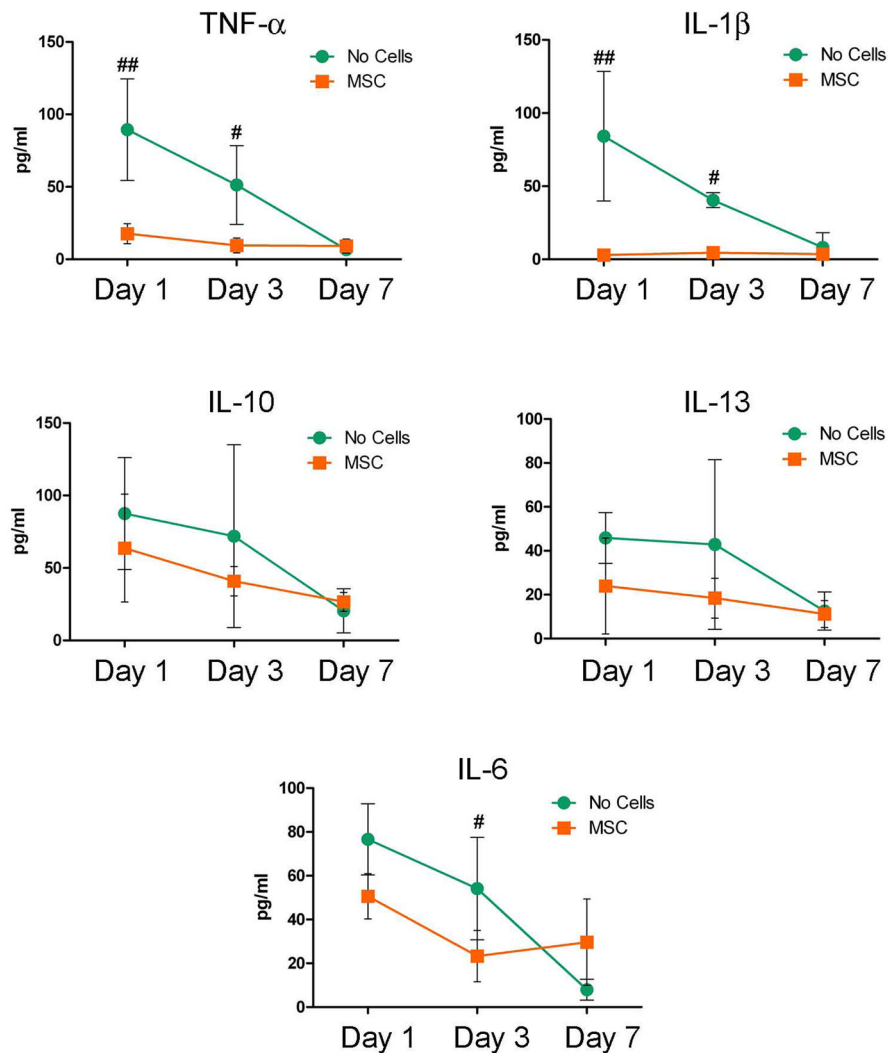 TNF-α
150
100
50
0
pg/ml
##
#
No Cells
MSC
Day 1 Day 3 Day 7
IL-1β
150
100
50
0
pg/ml
##
#
No Cells
MSC
Day 1 Day 3 Day 7
IL-10
150
100
50
0
pg/ml
No Cells
MSC
Day 1 Day 3 Day 7
IL-13
100
80
60
40
20
0
pg/ml
No Cells
MSC
Day 1 Day 3 Day 7
IL-6
100
80
60
40
20
0
pg/ml
#
No Cells
MSC
Day 1 Day 3 Day 7